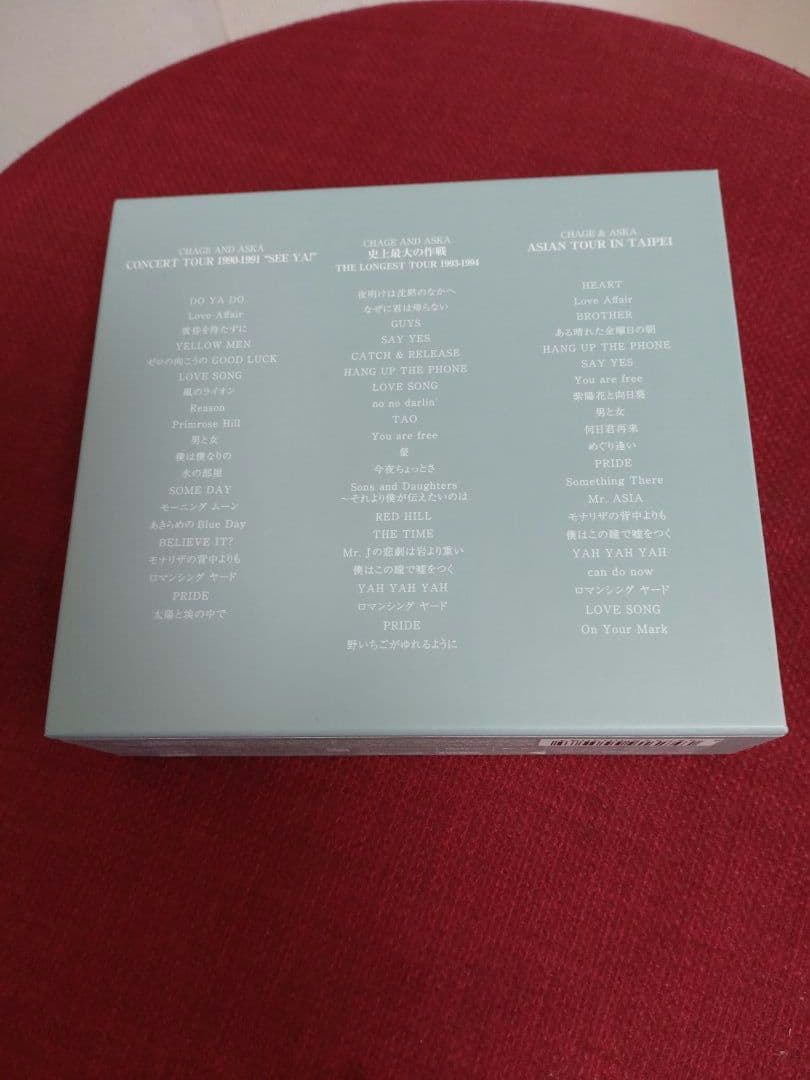 CHAGE AND ASKA
CONCERT TOUR 1990-1991 "SEE YA!"
DO YA DO
Love Affair
黄昏を待たずに
YELLOW MEN
ゼロの向こうの GOOD LUCK
LOVE SONG
風のライオン
Reason
Primrose Hill
男と女
僕は僕なりの
水の部屋
SOME DAY
モーニング ムーン
あきらめの Blue Day
BELIEVE IT?
モナリザの背中よりも
ロマンシング ヤード
PRIDE
太陽と埃の中で
CHAGE AND ASKA
史上最大の作戦
THE LONGEST TOUR 1993-1994
夜明けは沈黙のなかへ
なぜに君は帰らない
GUYS
SAY YES
CATCH & RELEASE
HANG UP THE PHONE
LOVE SONG
no no darlin'
TAO
You are free
螢
今夜ちょっとさ
Sons and Daughters
〜それより僕が伝えたいのは
RED HILL
THE TIME
Mr. Jの悲劇は岩より重い
僕はこの瞳で嘘をつく
YAH YAH YAH
ロマンシング ヤード
PRIDE
野いちごがゆれるように
CHAGE & ASKA
ASIAN TOUR IN TAIPEI
HEART
Love Affair
BROTHER
ある晴れた金曜日の朝
HANG UP THE PHONE
SAY YES
You are free
紫陽花と向日葵
男と女
何日君再来
めぐり逢い
PRIDE
Something There
Mr. ASIA
モナリザの背中よりも
僕はこの瞳で嘘をつく
YAH YAH YAH
can do now
ロマンシング ヤード
LOVE SONG
On Your Mark